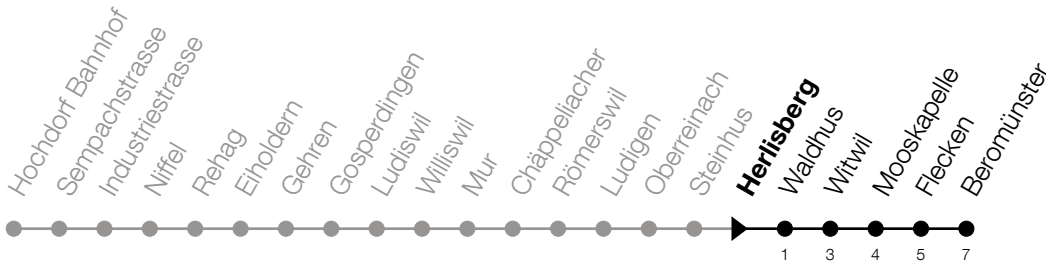 Hochdorf Bahnhof
Sempachstrasse
Industriestrasse
Niffel
Rehag
Eiholdern
Gehren
Gosperdingen
Ludiswil
Williswil
Mur
Chäppeliacher
Römerswil
Ludigen
Oberreinach
Steinhus
Herlisberg
Waldhus
Witwil
Mooskapelle
Flecken
Beromünster
1
3
4
5
7